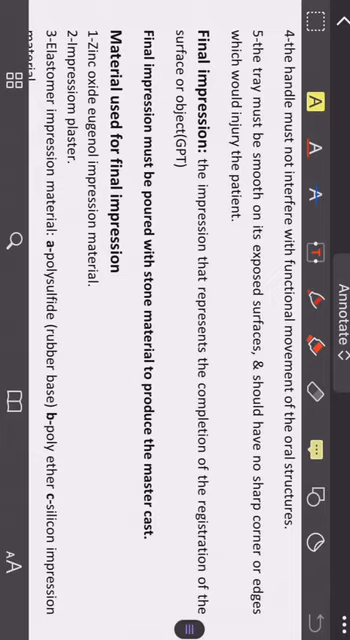 Annotate
4-the handle must not interfere with functional movement of the oral structures.
5-the tray must be smooth on its exposed surfaces, & should have no sharp corner or edges
which would injury the patient.
Final impression: the impression that represents the completion of the registration of the
surface or object(GPT)
Final impression must be poured with stone material to produce the master cast.
Material used for final impression
1-Zinc oxide eugenol impression material.
2-Impression plaster.
3-Elastomer impression material: a-polysulfide (rubber base) b-poly ether c-silicon impression
material